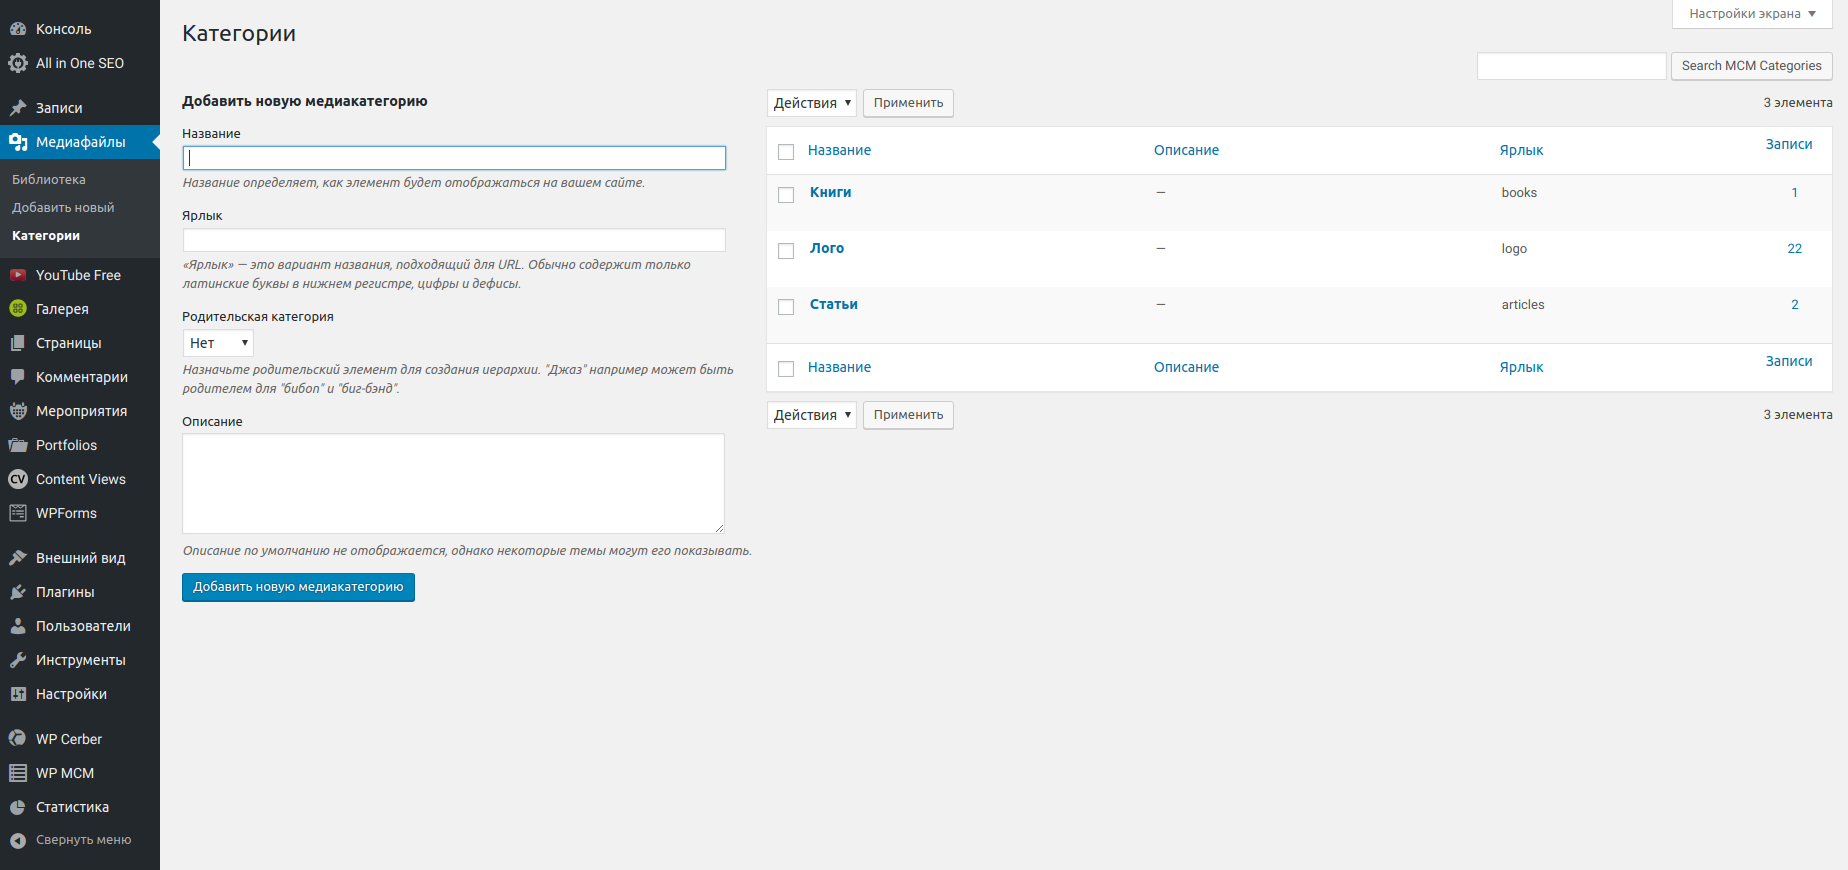 Консоль
All in One SEO
Записи
Медиафайлы
Библиотека
Добавить новый
Категории
YouTube Free
Галерея
Страницы
Комментарии
Мероприятия
Portfolios
Content Views
WPForms
Внешний вид
Плагины
Пользователи
Инструменты
Настройки
WP Cerber
WP MCM
Статистика
Свернуть меню
Настройки экрана
Категории
Search MCM Categories
Добавить новую медиакатегорию
Название
Название определяет, как элемент будет отображаться на вашем сайте.
Ярлык
«Ярлык» — это вариант названия, подходящий для URL. Обычно содержит только
латинские буквы в нижнем регистре, цифры и дефисы.
Родительская категория
Нет
Назначьте родительский элемент для создания иерархии. "Джаз" например может быть
родителем для "бибоп" и "биг-бэнд".
Описание
Описание по умолчанию не отображается, однако некоторые темы могут его показывать.
Добавить новую медиакатегорию
Действия Применить 3 элемента
Название Описание Ярлык Записи
Книги — books 1
Лого — logo 22
Статьи — articles 2
Название Описание Ярлык Записи
Действия Применить 3 элемента